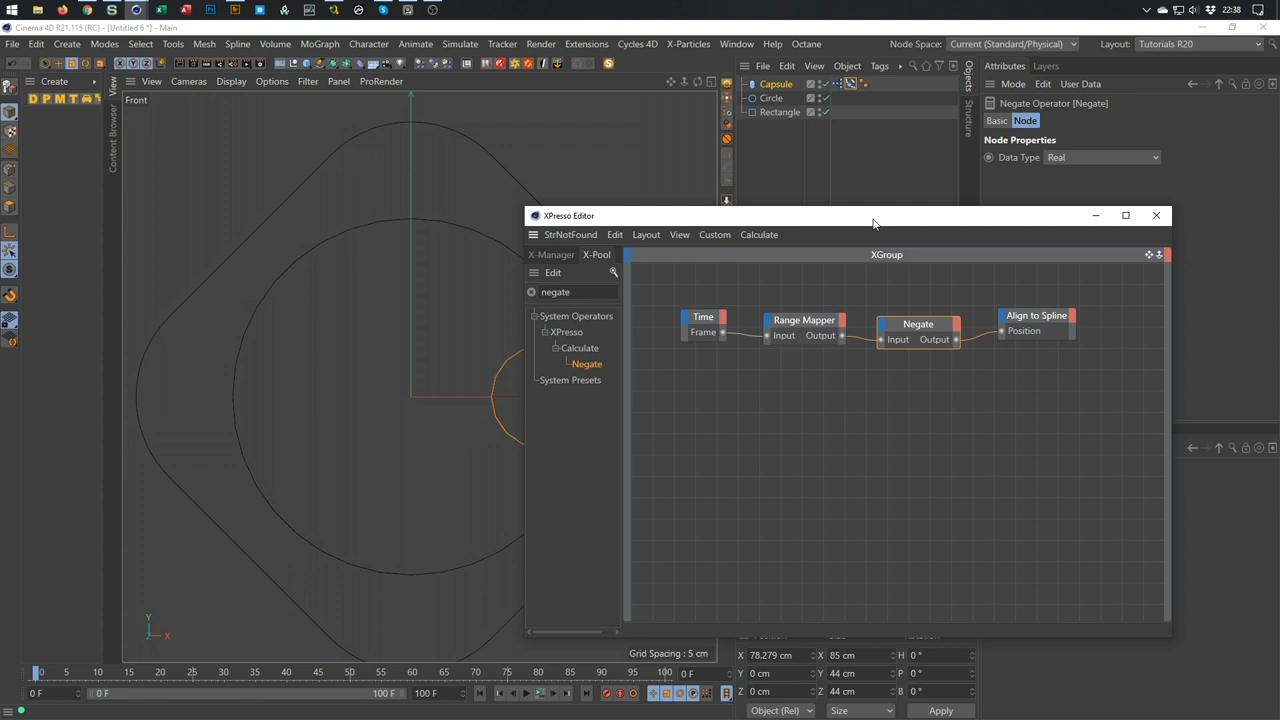 22:38
Cinema 4D R21.115 (RC) - [Untitled 6 *] - Main
File Edit Create Modes Select Tools Mesh Spline Volume MoGraph Character Animate Simulate Tracker Render Extensions Cycles 4D X-Particles Window Help Octane
Node Space: Current (Standard/Physical) Layout: Tutorials R20
Create View Cameras Display Options Filter Panel ProRender
File Edit View Object Tags
Attributes Layers
Mode Edit User Data
D P M T
Front
View
Content Browser
Capsule
Circle
Rectangle
Objects
Structure
Negate Operator [Negate]
Basic Node
Node Properties
Data Type Real
XPresso Editor
StrNotFound Edit Layout View Custom Calculate
X-Manager X-Pool
XGroup
Edit
negate
System Operators
XPresso
Calculate
Negate
System Presets
Time
Frame
Range Mapper
Input Output
Negate
Input Output
Align to Spline
Position
Y
Z X
Grid Spacing : 5 cm
0 5 10 15 20 25 30 35 40 45 50 55 60 65 70 75 80 85 90 95 100 0 F
0 F 0 F 100 F 100 F
X 78.279 cm X 85 cm H 0 °
Y 0 cm Y 44 cm P 0 °
Z 0 cm Z 44 cm B 0 °
Object (Rel) Size Apply